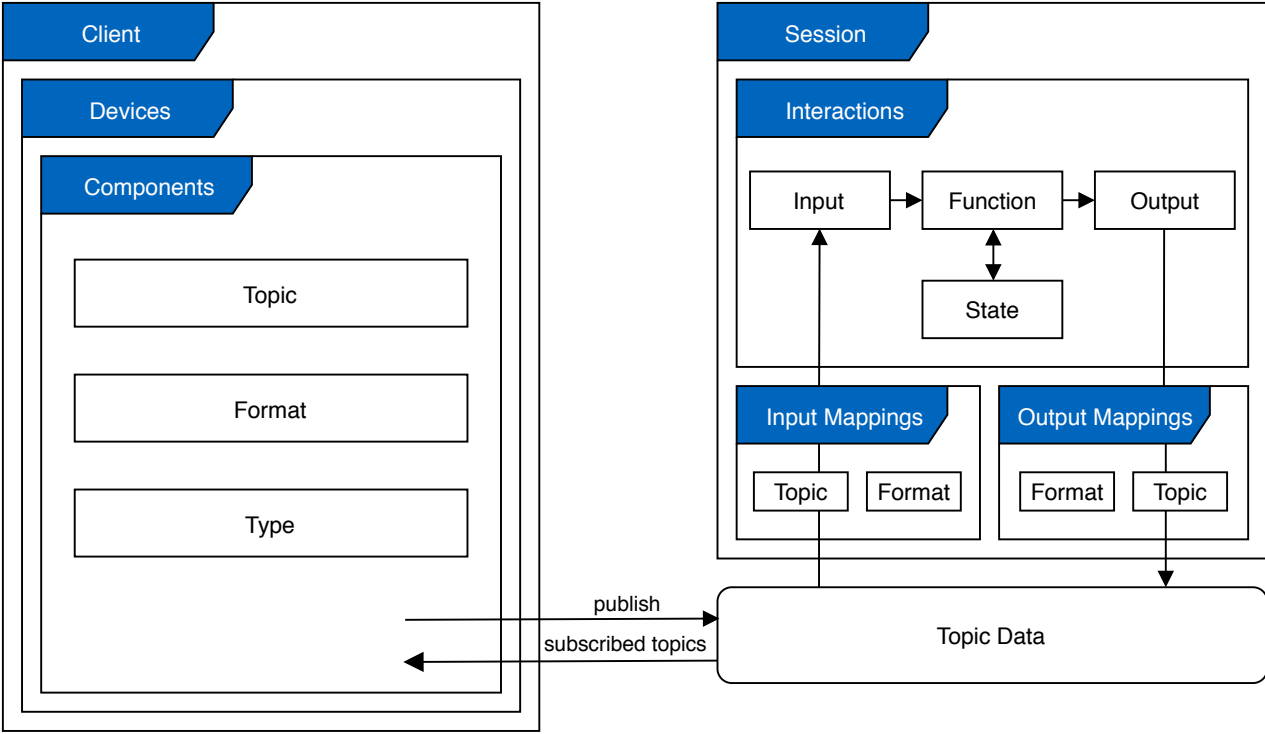 Client
Devices
Components
Topic
Format
Type
publish
subscribed topics
Session
Interactions
Input
Function
Output
State
Input Mappings
Topic
Format
Output Mappings
Format
Topic
Topic Data